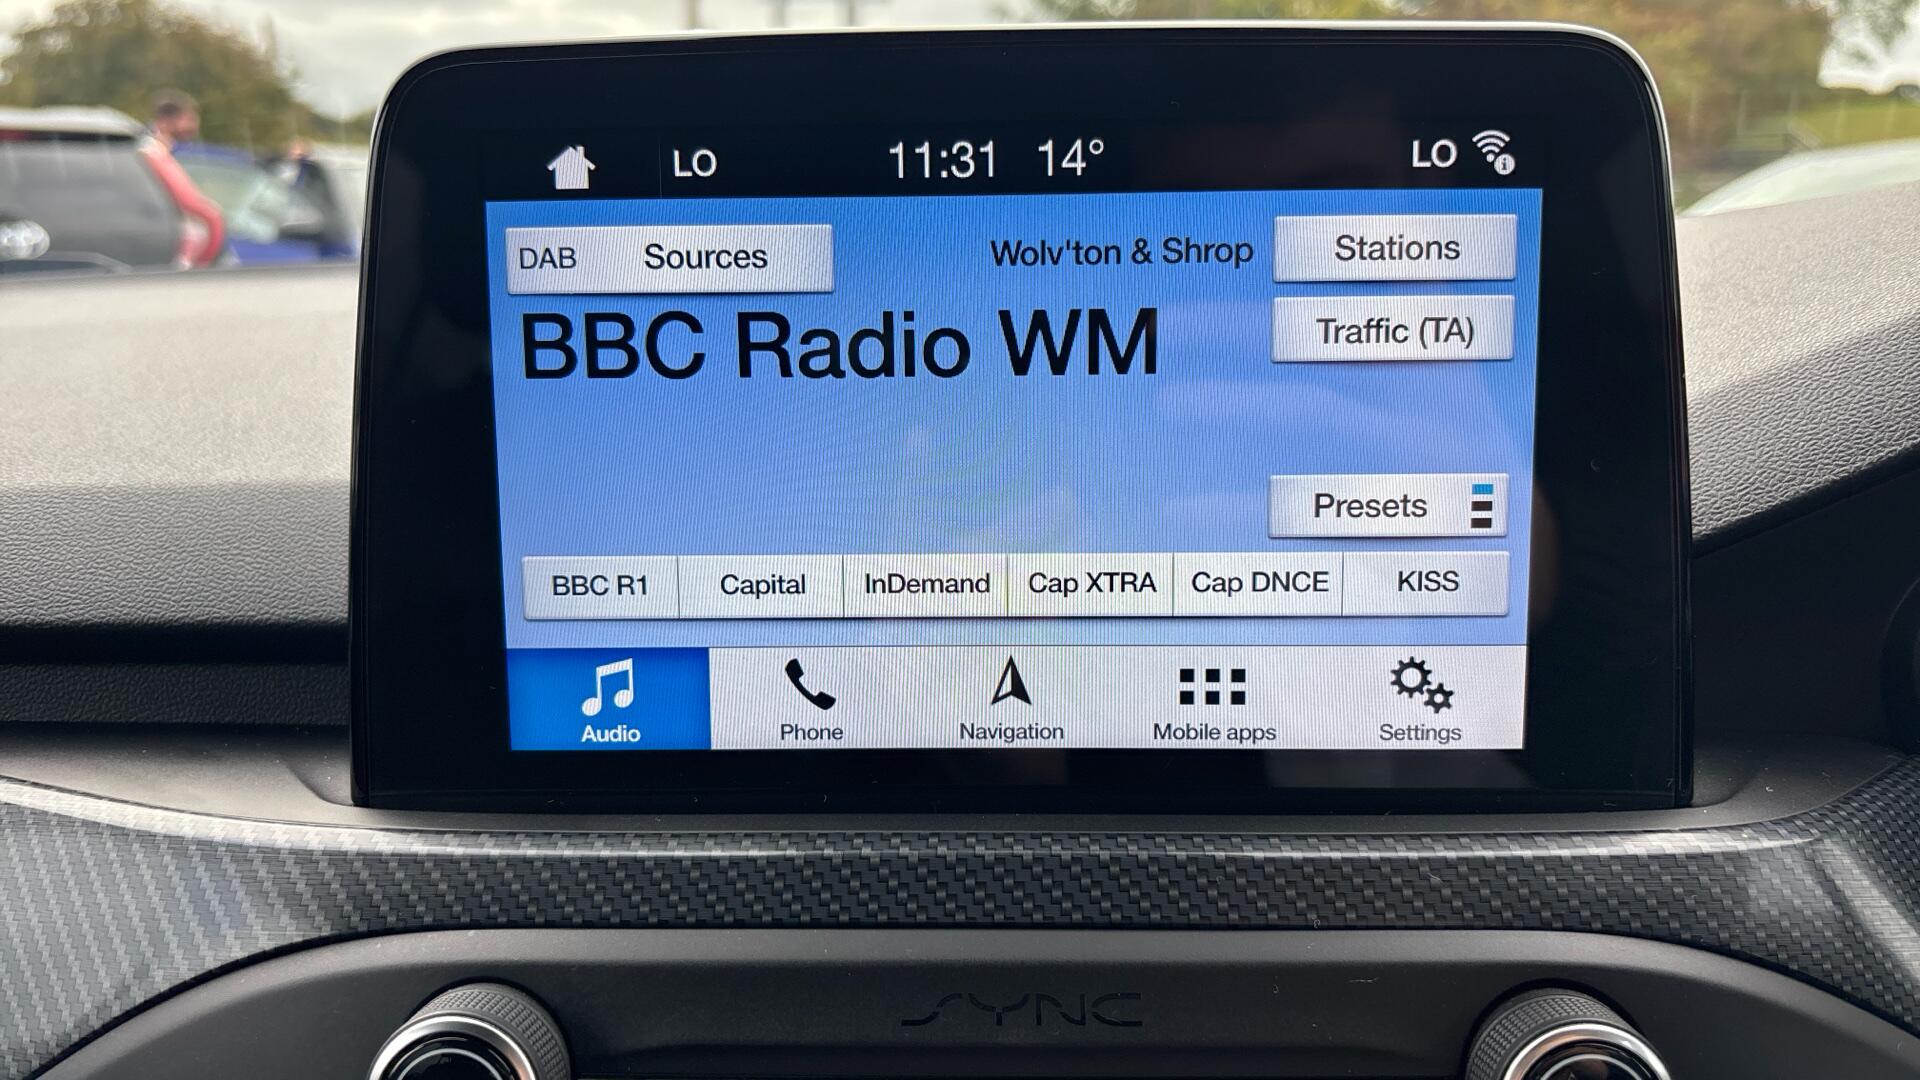 LO 11:31 14° LO
DAB Sources Wolv'ton & Shrop Stations
BBC Radio WM
Traffic (TA)
Presets
BBC R1 Capital InDemand Cap XTRA Cap DNCE KISS
Audio Phone Navigation Mobile apps Settings
SYNC